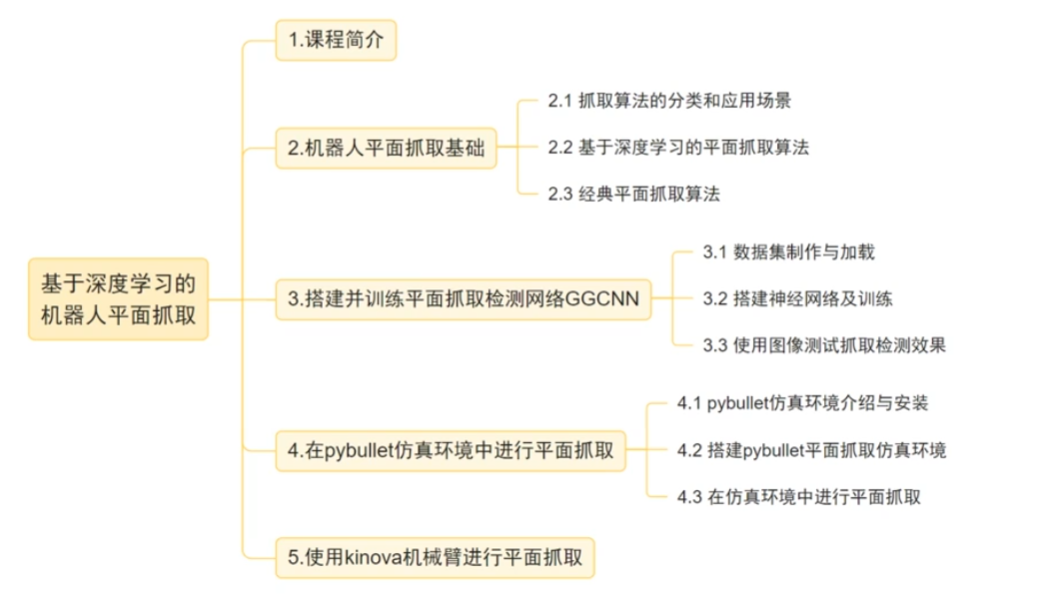 1.课程简介
2.机器人平面抓取基础
2.1 抓取算法的分类和应用场景
2.2 基于深度学习的平面抓取算法
2.3 经典平面抓取算法
基于深度学习的
机器人平面抓取
3.搭建并训练平面抓取检测网络GGCNN
3.1 数据集制作与加载
3.2 搭建神经网络及训练
3.3 使用图像测试抓取检测效果
4.在pybullet仿真环境中进行平面抓取
4.1 pybullet仿真环境介绍与安装
4.2 搭建pybullet平面抓取仿真环境
4.3 在仿真环境中进行平面抓取
5.使用kinova机械臂进行平面抓取